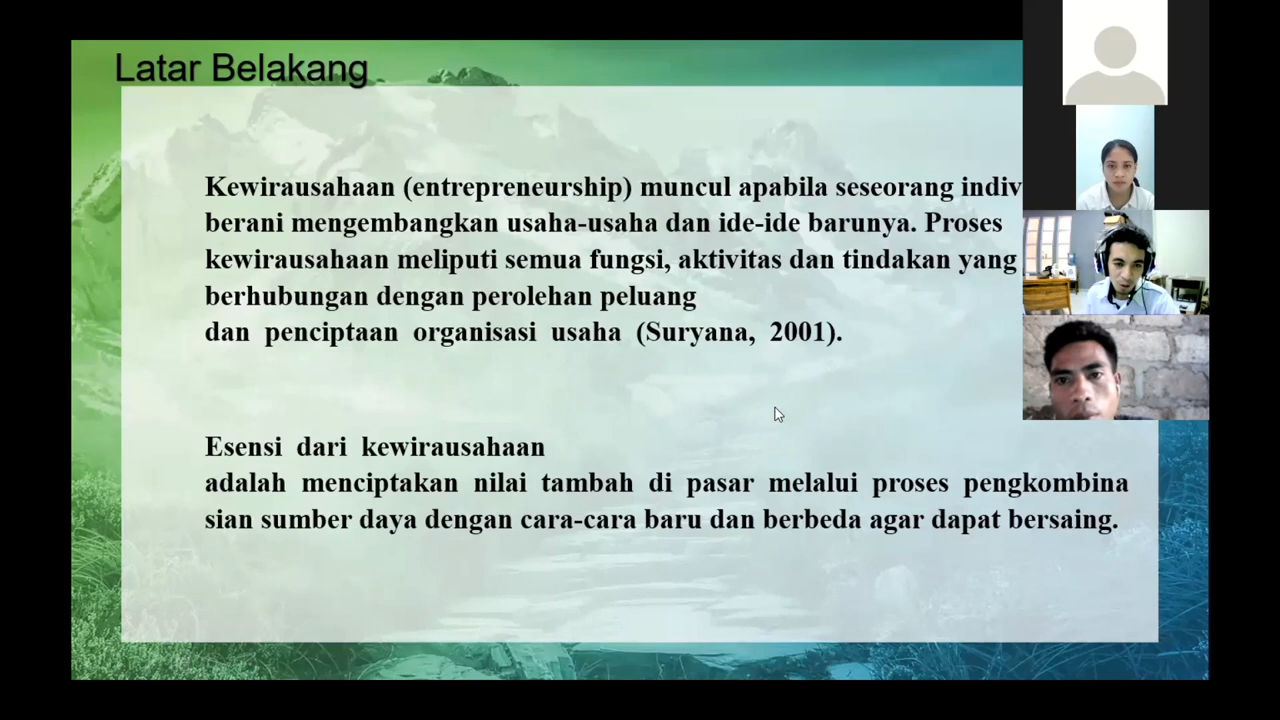 Latar Belakang
Kewirausahaan (entrepreneurship) muncul apabila seseorang
berani mengembangkan usaha-usaha dan ide-ide barunya. Proses
kewirausahaan meliputi semua fungsi, aktivitas dan tindakan yang
berhubungan dengan perolehan peluang
dan penciptaan organisasi usaha (Suryana, 2001).
Esensi dari kewirausahaan
adalah menciptakan nilai tambah di pasar melalui proses pengkombina
sian sumber daya dengan cara-cara baru dan berbeda agar dapat bersaing.